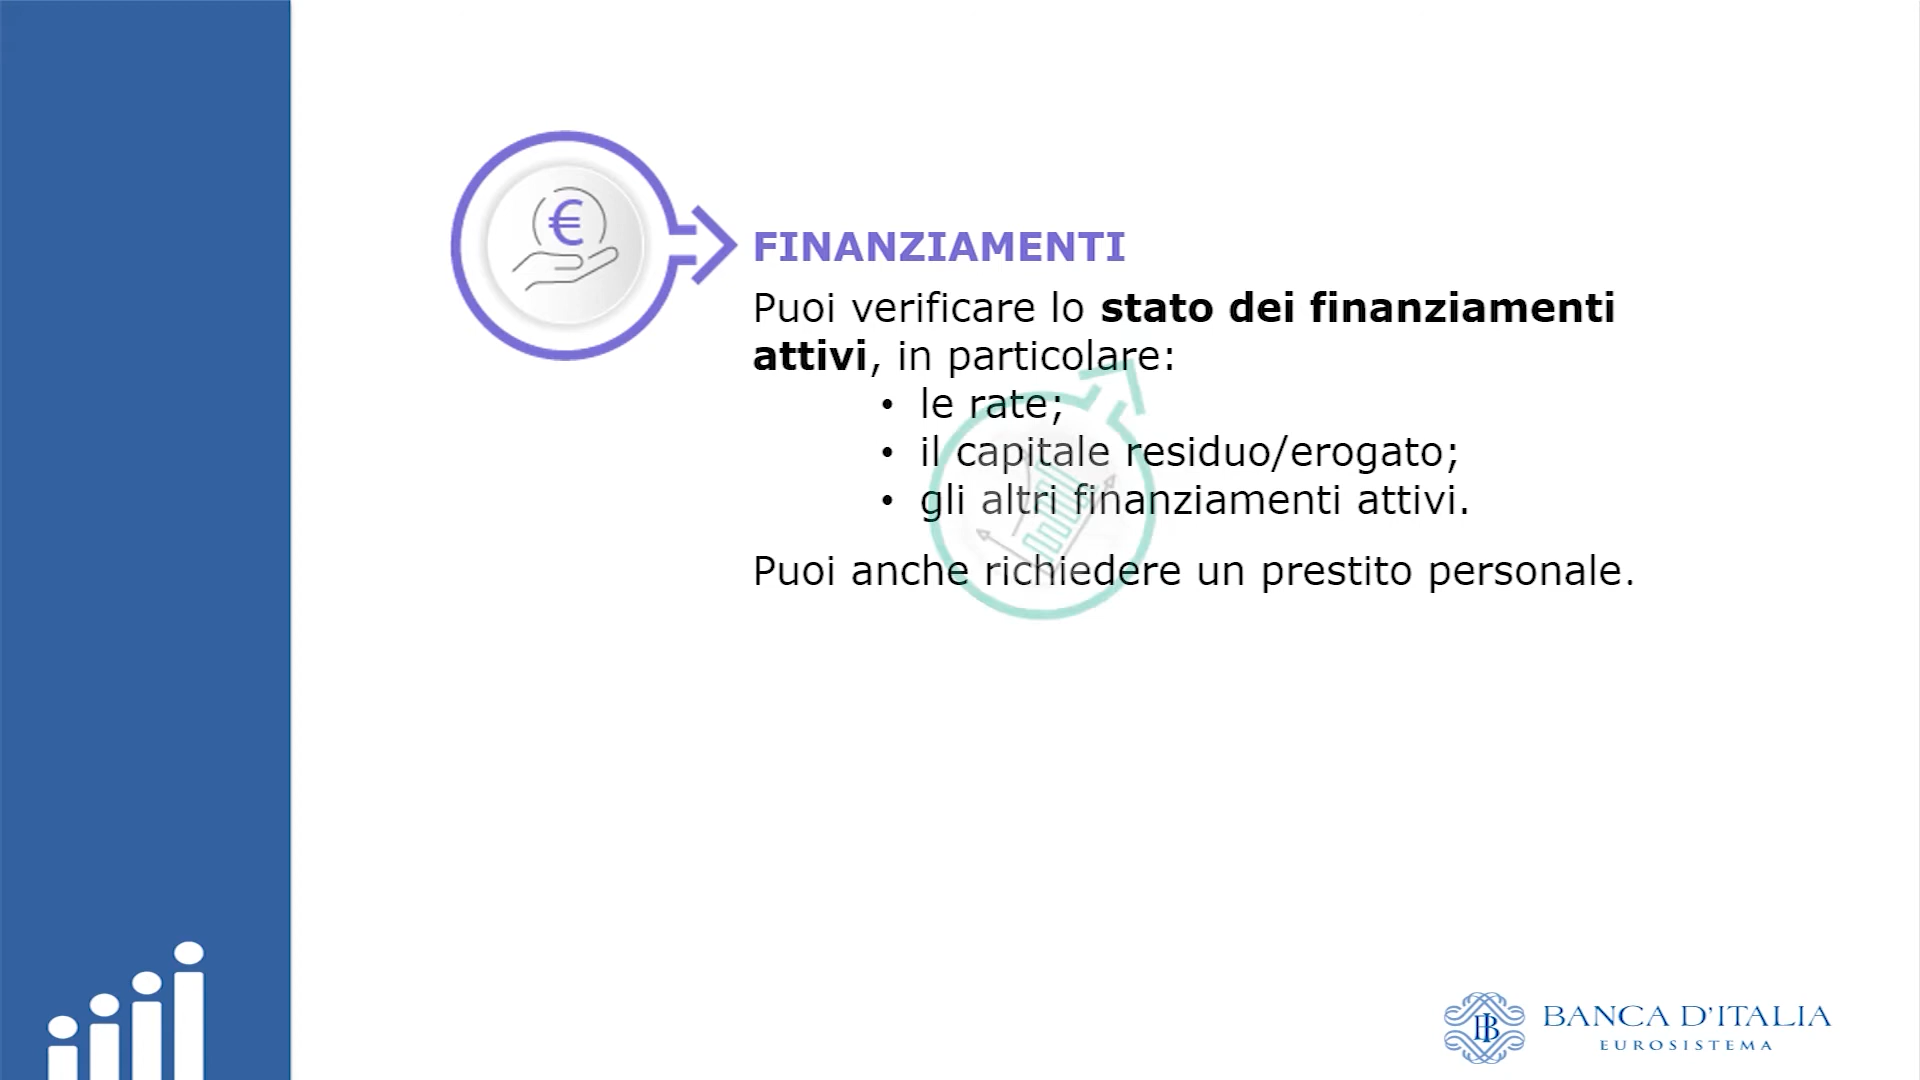 €
FINANZIAMENTI
Puoi verificare lo stato dei finanziamenti
attivi, in particolare:
• le rate;
• il capitale residuo/erogato;
• gli altri finanziamenti attivi.
Puoi anche richiedere un prestito personale.
BANCA D'ITALIA
EUROSISTEMA